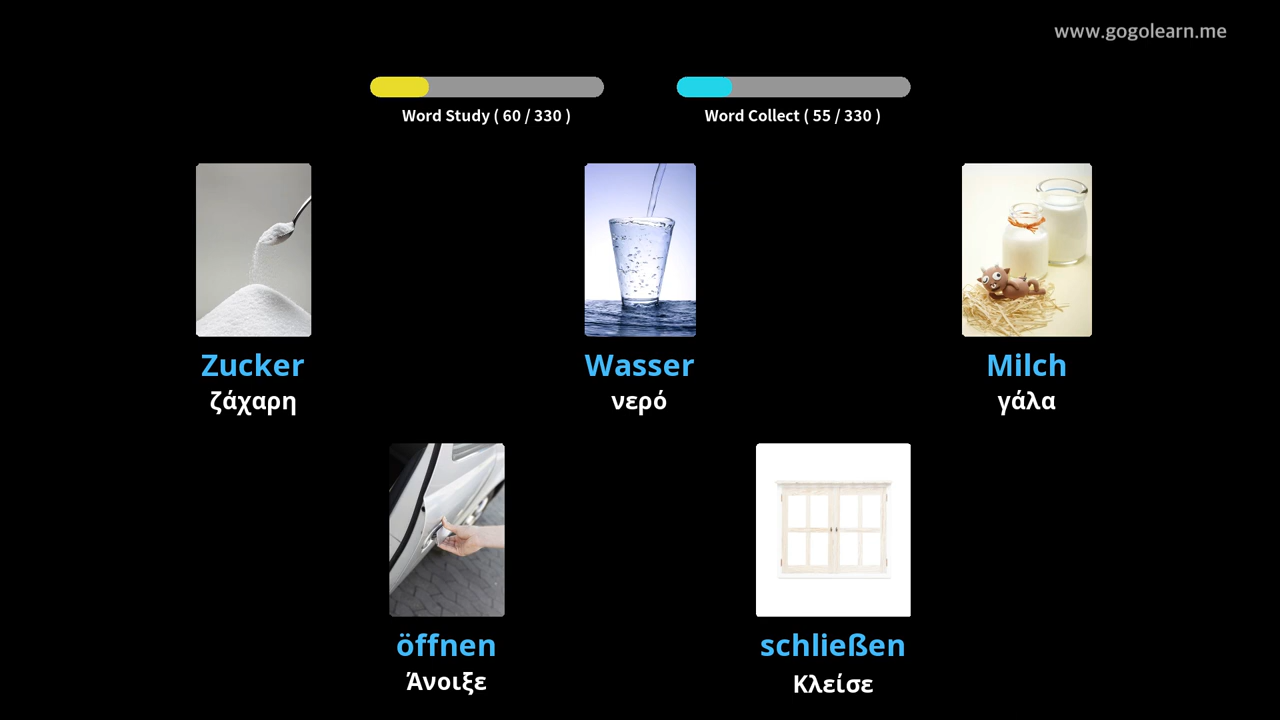 www.gogolearn.me
Word Study ( 60 / 330 )
Word Collect ( 55 / 330 )
Zucker
ζάχαρη
Wasser
νερό
Milch
γάλα
öffnen
Άνοιξε
schließen
Κλείσε